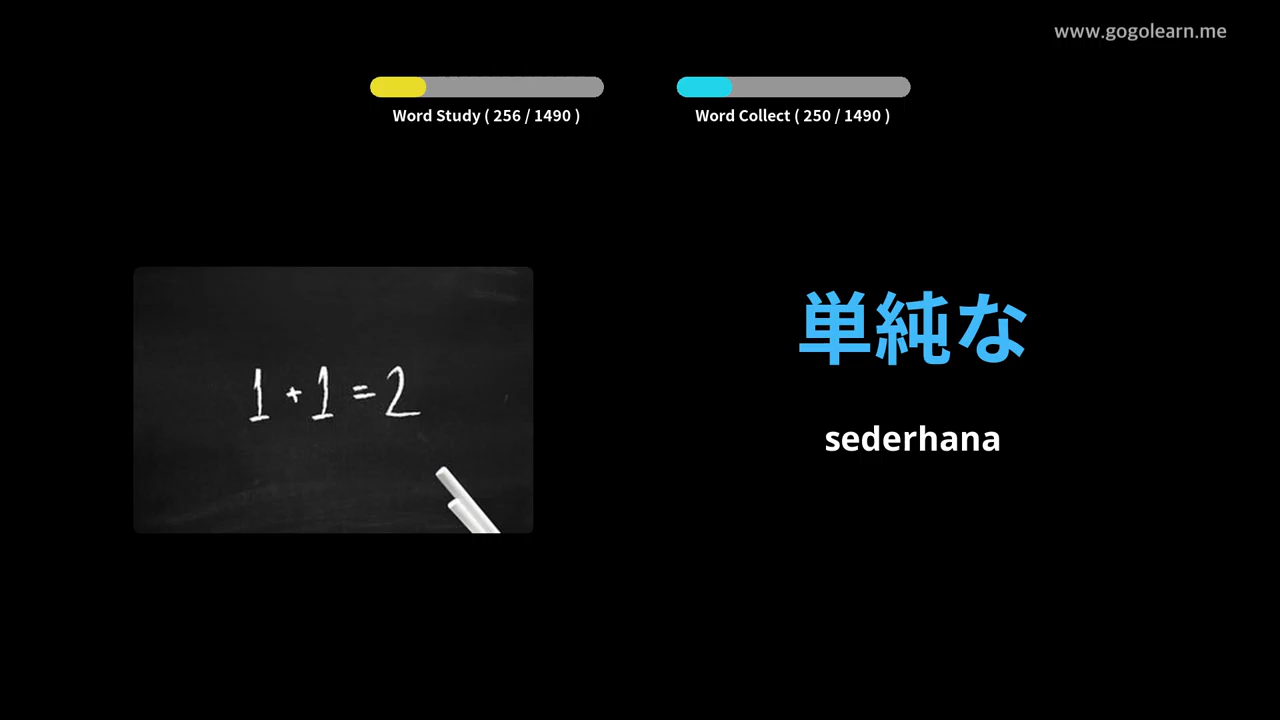 www.gogolearn.me
Word Study ( 256 / 1490 )
Word Collect ( 250 / 1490 )
1 + 1 = 2
単純な
sederhana